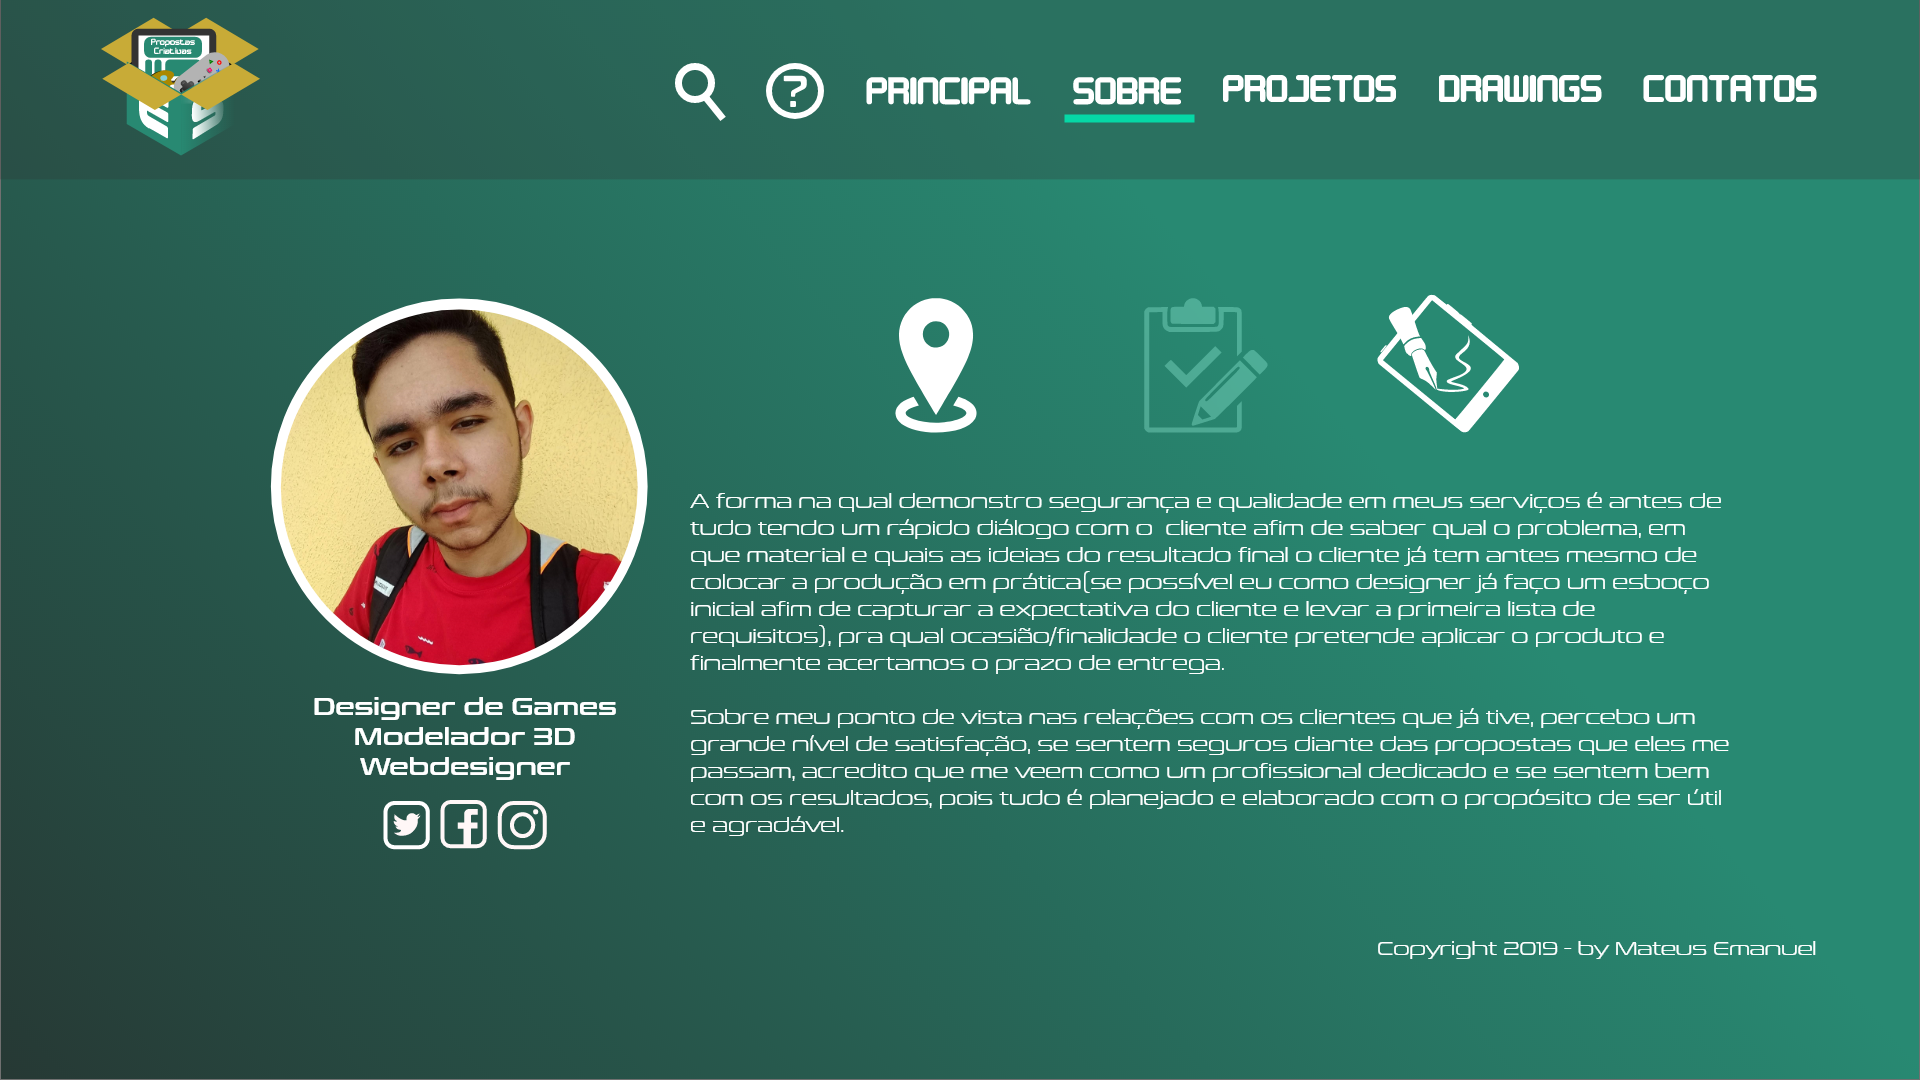 Propostas
Criativas
PRINCIPAL SOBRE PROJETOS DRAWINGS CONTATOS
A forma na qual demonstro segurança e qualidade em meus serviços é antes de
tudo tendo um rápido diálogo com o  cliente afim de saber qual o problema, em
que material e quais as ideias do resultado final o cliente já tem antes mesmo de
colocar a produção em prática(se possível eu como designer já faço um esboço
inicial afim de capturar a expectativa do cliente e levar a primeira lista de
requisitos), pra qual ocasião/finalidade o cliente pretende aplicar o produto e
finalmente acertamos o prazo de entrega.
Sobre meu ponto de vista nas relações com os clientes que já tive, percebo um
grande nível de satisfação, se sentem seguros diante das propostas que eles me
passam, acredito que me veem como um profissional dedicado e se sentem bem
com os resultados, pois tudo é planejado e elaborado com o propósito de ser útil
e agradável.
Designer de Games
Modelador 3D
Webdesigner
Copyright 2019 - by Mateus Emanuel